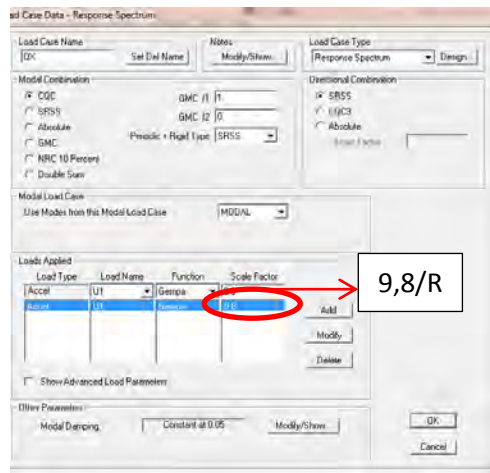 ad Case Data - Response Spectrum
Load Case Name
QX
Set Def Name
Notes
Modify/Show...
Load Case Type
Response Spectrum
Design...
Modal Combination
CQC
SRSS
Absolute
GMC
NRC 10 Percent
Double Sum
GMC f1 1.
GMC f2 0.
Periodic + Rigid Type SRSS
Directional Combination
SRSS
CQC3
Absolute
Scale Factor
Modal Load Case
Use Modes from this Modal Load Case MODAL
Loads Applied
Load Type Load Name Function Scale Factor
Accel U1 Gempa
Accel U1 Gempa 9.8
9,8/R
Add
Modify
Delete
Show Advanced Load Parameters
Other Parameters
Modal Damping Constant at 0.05 Modify/Show...
OK
Cancel